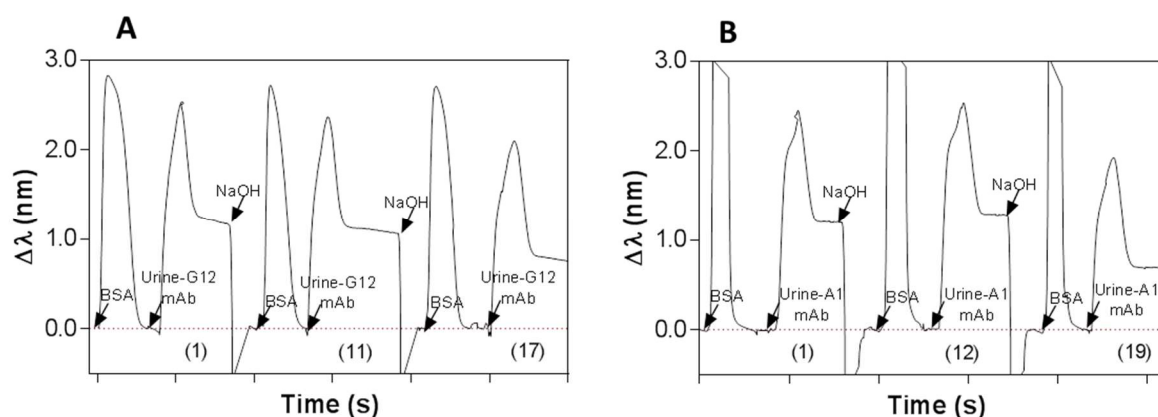 A
3.0
2.0
1.0
0.0
Δλ (nm)
NaOH
NaOH
BSA
Urine-G12
mAb
BSA
Urine-G12
mAb
BSA
Urine-G12
mAb
(1)
(11)
(17)
Time (s)
B
3.0
2.0
1.0
0.0
Δλ (nm)
NaOH
NaOH
BSA
Urine-A1
mAb
BSA
Urine-A1
mAb
BSA
Urine-A1
mAb
(1)
(12)
(19)
Time (s)